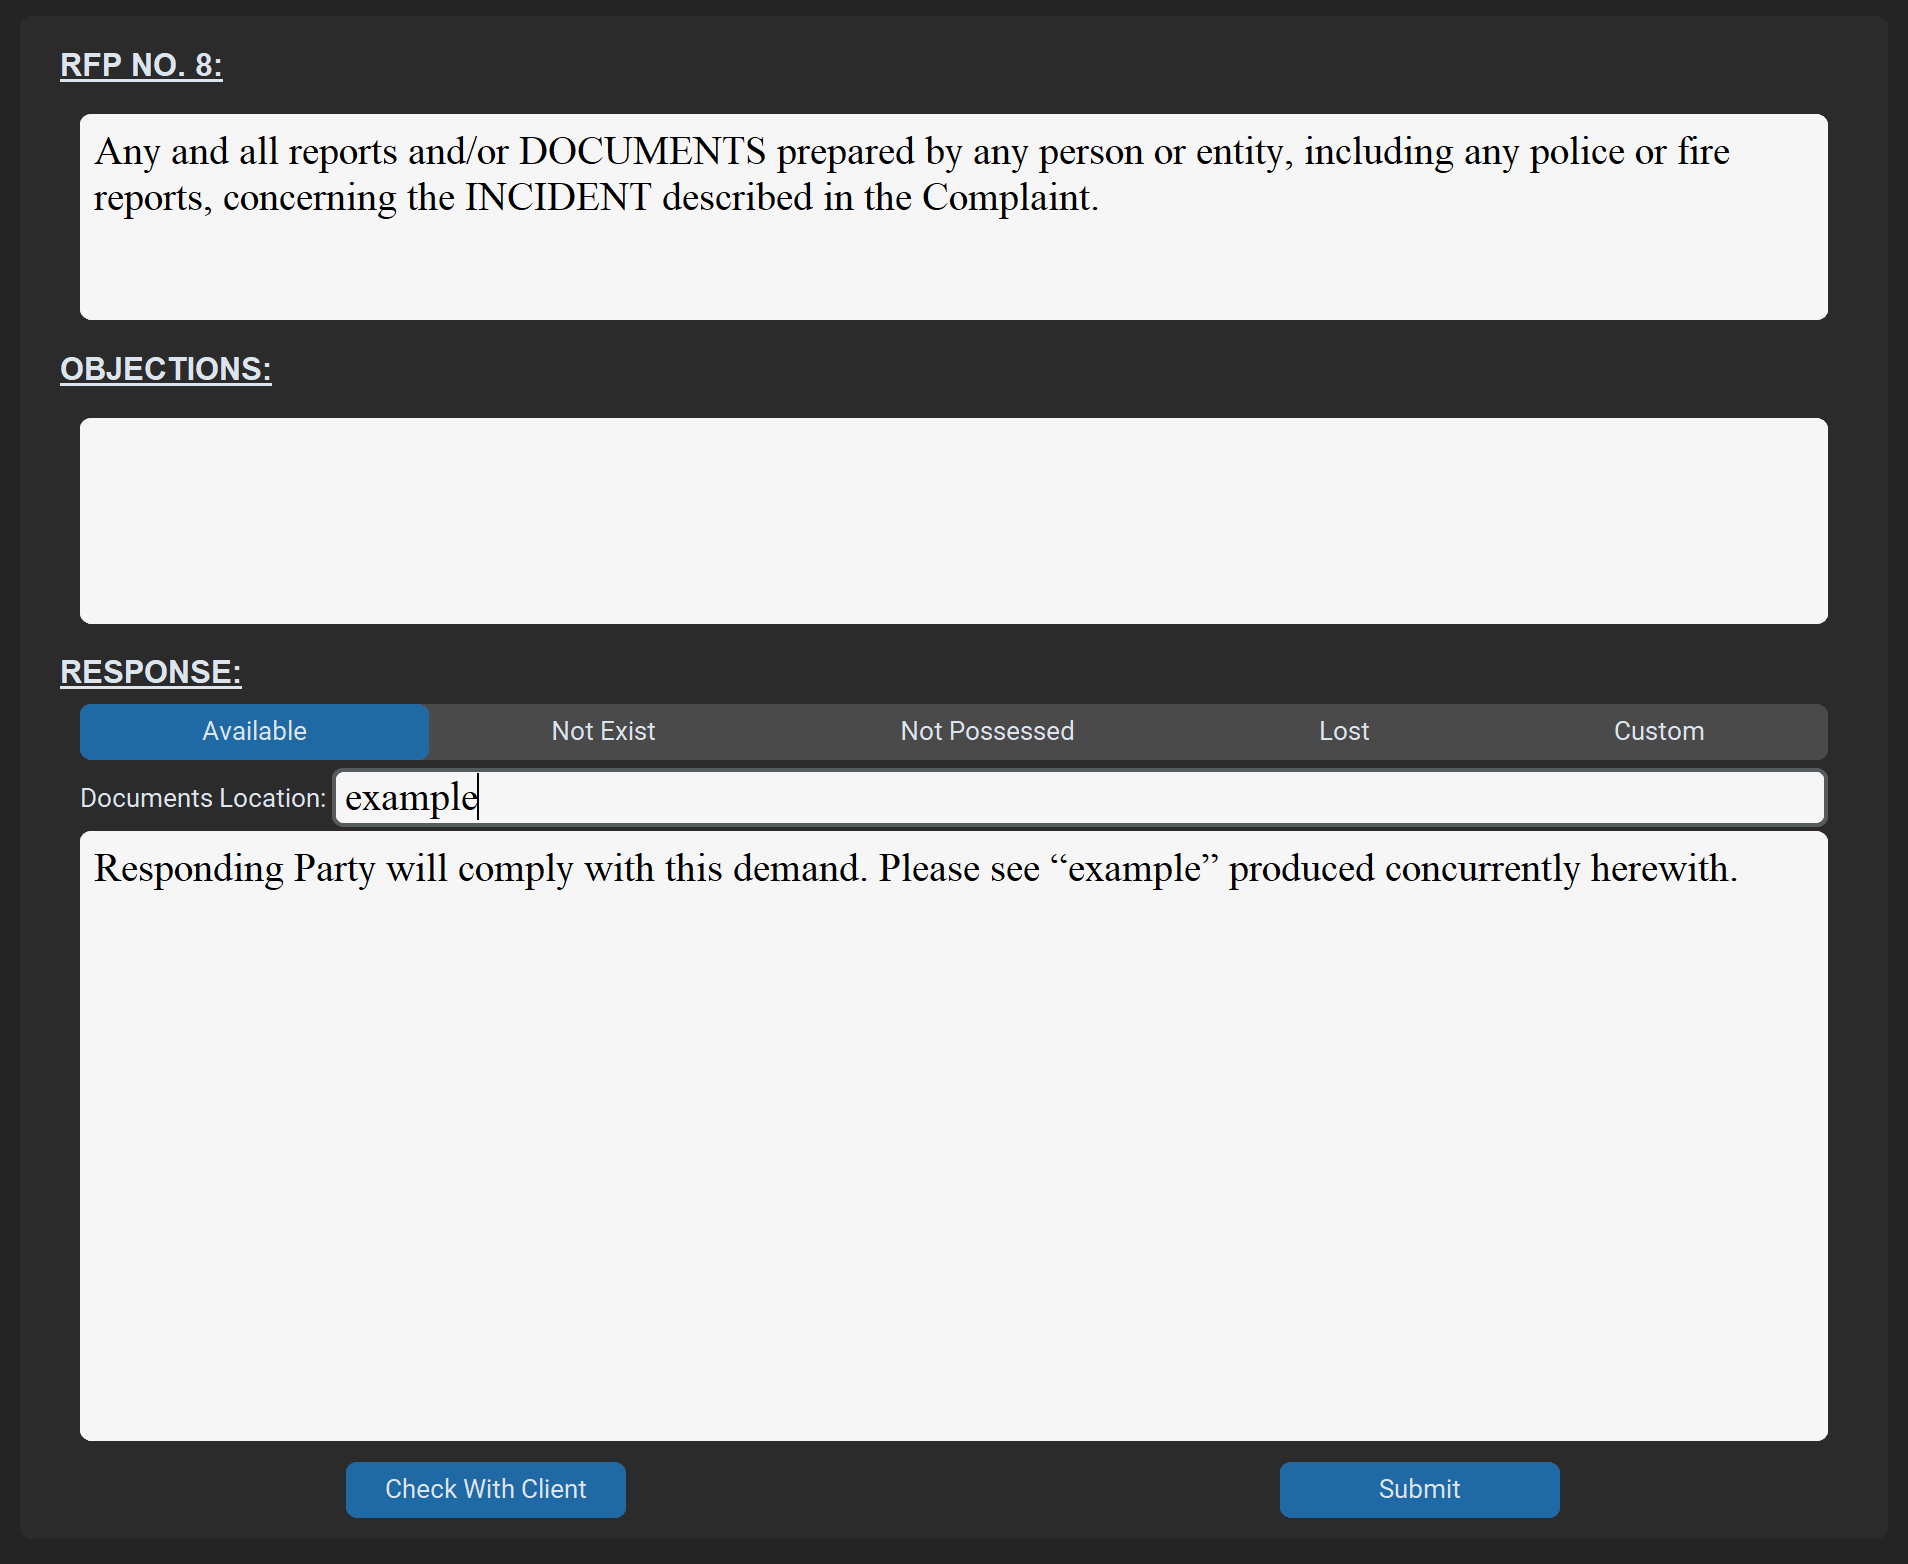 RFP NO. 8:
Any and all reports and/or DOCUMENTS prepared by any person or entity, including any police or fire
reports, concerning the INCIDENT described in the Complaint.
OBJECTIONS:
RESPONSE:
Available Not Exist Not Possessed Lost Custom
Documents Location: example
Responding Party will comply with this demand. Please see “example” produced concurrently herewith.
Check With Client Submit